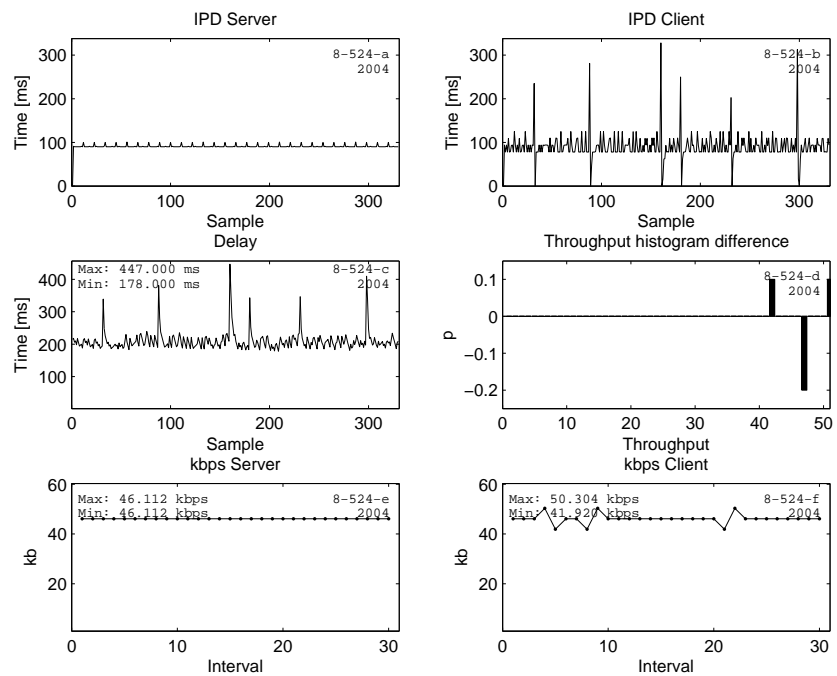 IPD Server
IPD Client
Time [ms]
300
200
100
0
0
100
200
300
Sample
8-524-a
2004
Time [ms]
300
200
100
0
0
100
200
300
Sample
8-524-b
2004
Delay
Throughput histogram difference
Time [ms]
400
300
200
100
0
100
200
300
Sample
Max: 447.000 ms
Min: 178.000 ms
8-524-c
2004
p
0.1
0
−0.1
−0.2
0
10
20
30
40
50
Throughput
8-524-d
2004
kbps Server
kbps Client
kb
60
40
20
0
10
20
30
Interval
Max: 46.112 kbps
Min: 46.112 kbps
8-524-e
2004
kb
60
40
20
0
10
20
30
Interval
Max: 50.304 kbps
Min: 41.920 kbps
8-524-f
2004